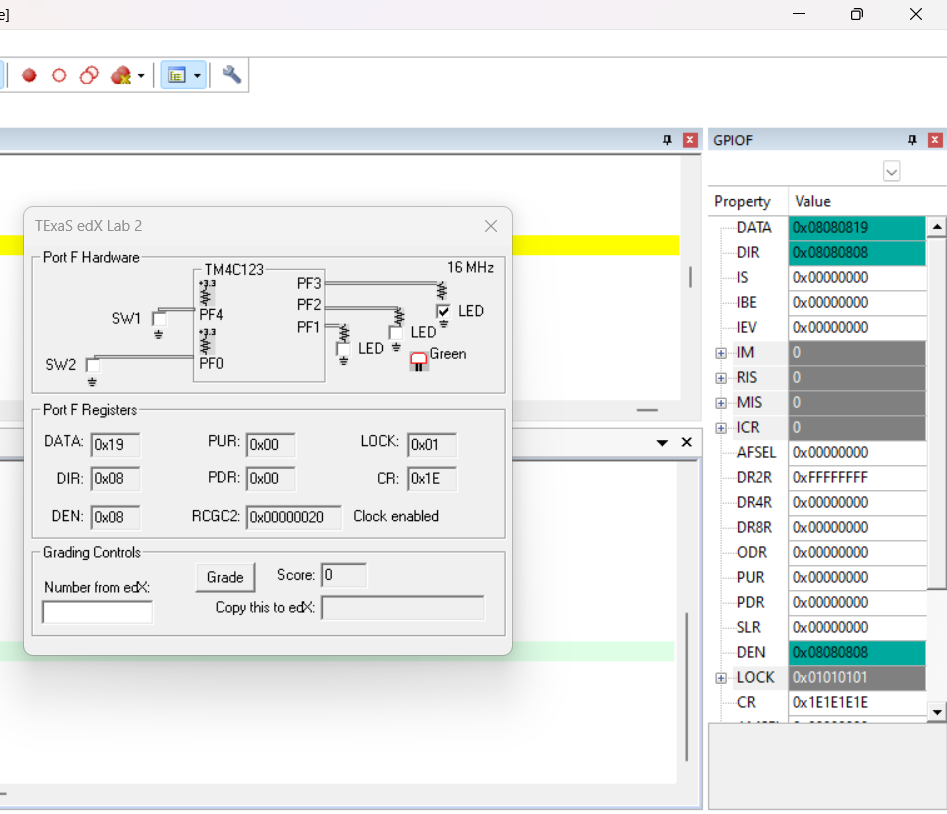 e]
GPIOF
Property Value
DATA 0x08080819
DIR 0x08080808
IS 0x00000000
IBE 0x00000000
IEV 0x00000000
IM 0
RIS 0
MIS 0
ICR 0
AFSEL 0x00000000
DR2R 0xFFFFFFFF
DR4R 0x00000000
DR8R 0x00000000
ODR 0x00000000
PUR 0x00000000
PDR 0x00000000
SLR 0x00000000
DEN 0x08080808
LOCK 0x01010101
CR 0x1E1E1E1E
TExaS edX Lab 2
Port F Hardware
TM4C123
16 MHz
+3.3
PF3
PF2
PF1
PF4
SW1
+3.3
PF0
SW2
LED
LED
LED
Green
Port F Registers
DATA: 0x19 PUR: 0x00 LOCK: 0x01
DIR: 0x08 PDR: 0x00 CR: 0x1E
DEN: 0x08 RCGC2: 0x00000020 Clock enabled
Grading Controls
Number from edX:
Grade Score: 0
Copy this to edX: